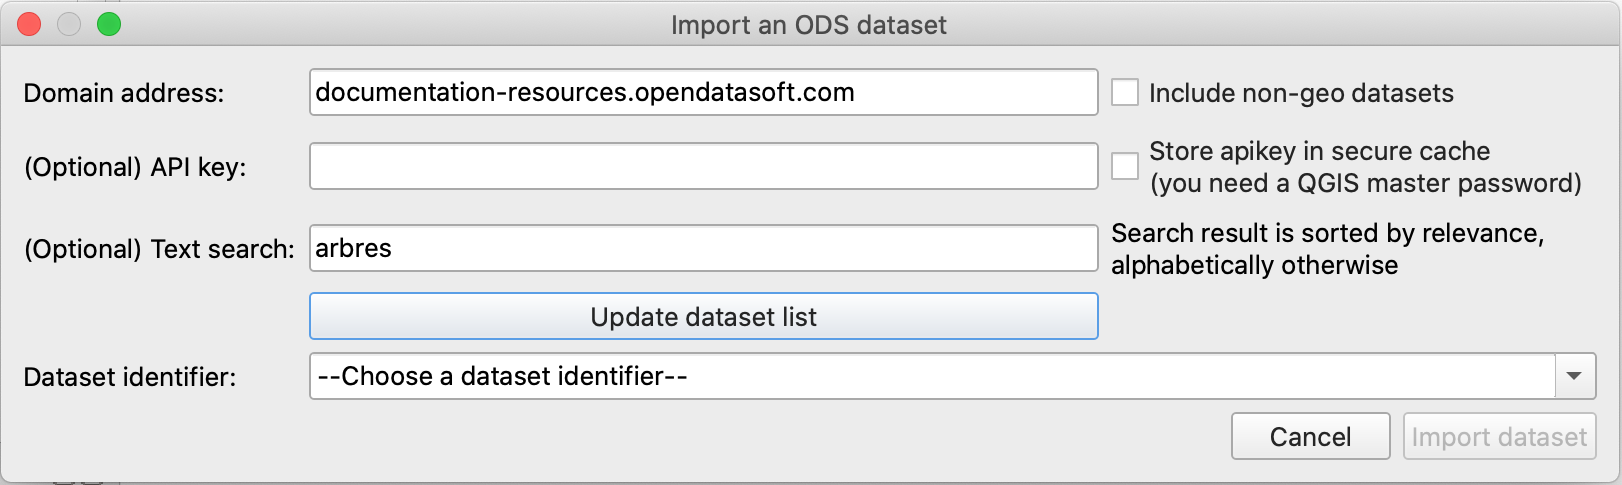 Import an ODS dataset
Domain address:
documentation-resources.opendatasoft.com
Include non-geo datasets
(Optional) API key:
Store apikey in secure cache
(you need a QGIS master password)
(Optional) Text search:
arbres
Search result is sorted by relevance,
alphabetically otherwise
Update dataset list
Dataset identifier:
--Choose a dataset identifier--
Cancel
Import dataset